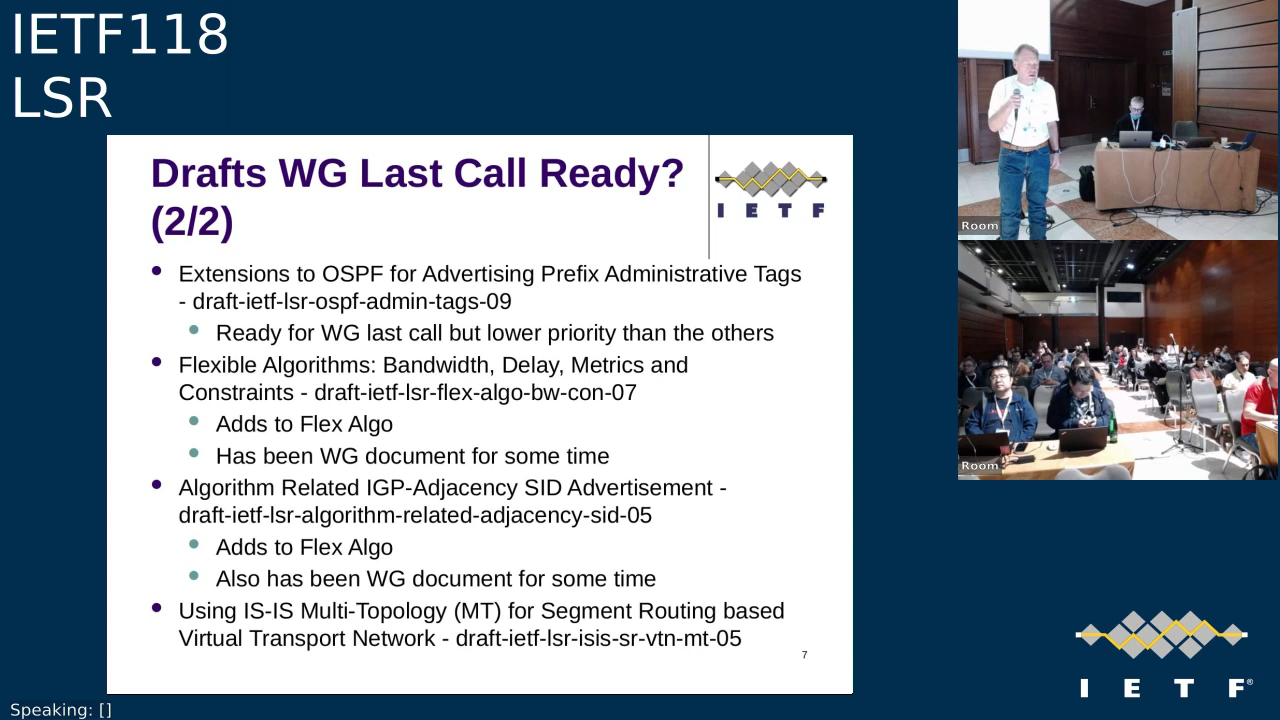 IETF118
LSR
Drafts WG Last Call Ready?
(2/2)
I E T F
Extensions to OSPF for Advertising Prefix Administrative Tags
- draft-ietf-lsr-ospf-admin-tags-09
Ready for WG last call but lower priority than the others
Flexible Algorithms: Bandwidth, Delay, Metrics and
Constraints - draft-ietf-lsr-flex-algo-bw-con-07
Adds to Flex Algo
Has been WG document for some time
Algorithm Related IGP-Adjacency SID Advertisement -
draft-ietf-lsr-algorithm-related-adjacency-sid-05
Adds to Flex Algo
Also has been WG document for some time
Using IS-IS Multi-Topology (MT) for Segment Routing based
Virtual Transport Network - draft-ietf-lsr-isis-sr-vtn-mt-05
7
Room
Room
I E T F®
Speaking: []